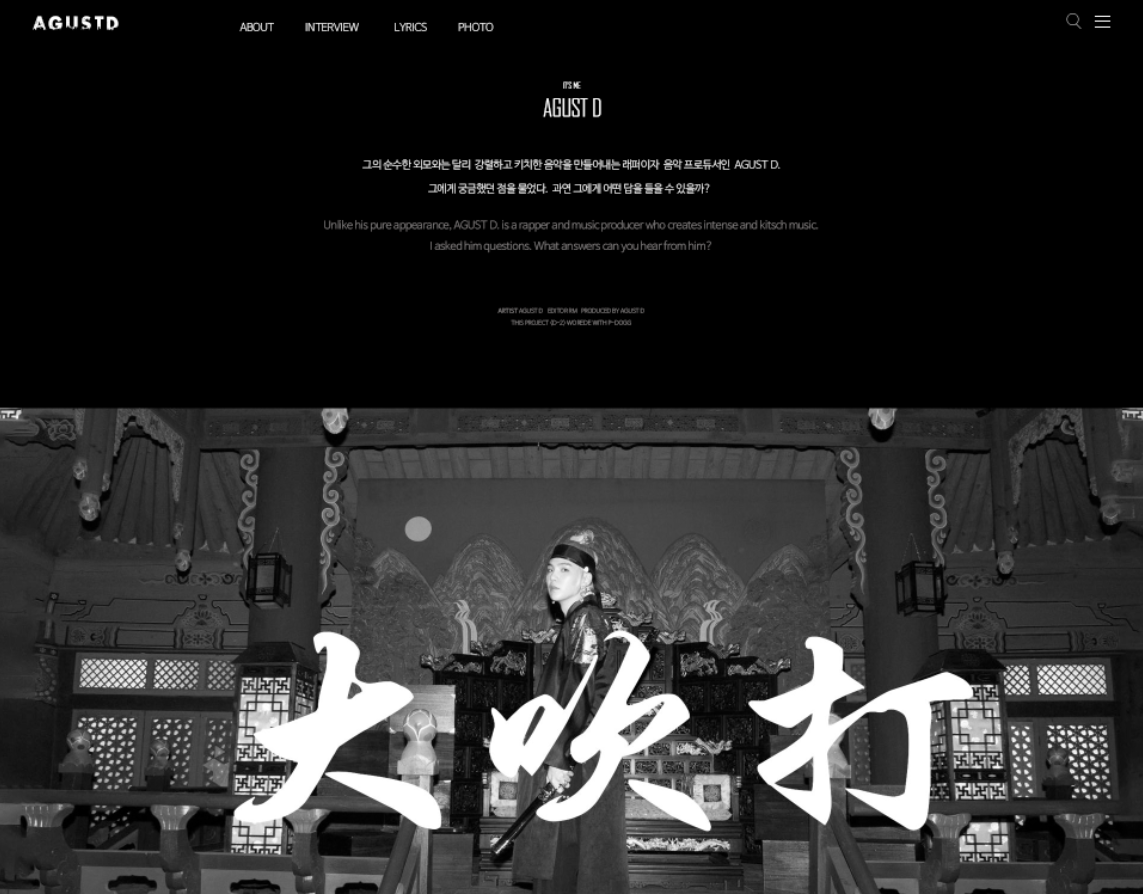 AGUSTD
ABOUT INTERVIEW LYRICS PHOTO
IT'S ME
AGUST D
그의 순수한 외모와는 달리 강렬하고 키치한 음악을 만들어내는 래퍼이자 음악 프로듀서인 AGUST D.
그에게 궁금했던 점을 물었다. 과연 그에게 어떤 답을 들을 수 있을까?
Unlike his pure appearance, AGUST D. is a rapper and music producer who creates intense and kitsch music.
I asked him questions. What answers can you hear from him?
ARTIST AGUST D EDITOR RM PRODUCED BY AGUST D
THIS PROJECT (D-2) WOREDE WITH P-DOGG
大吹打